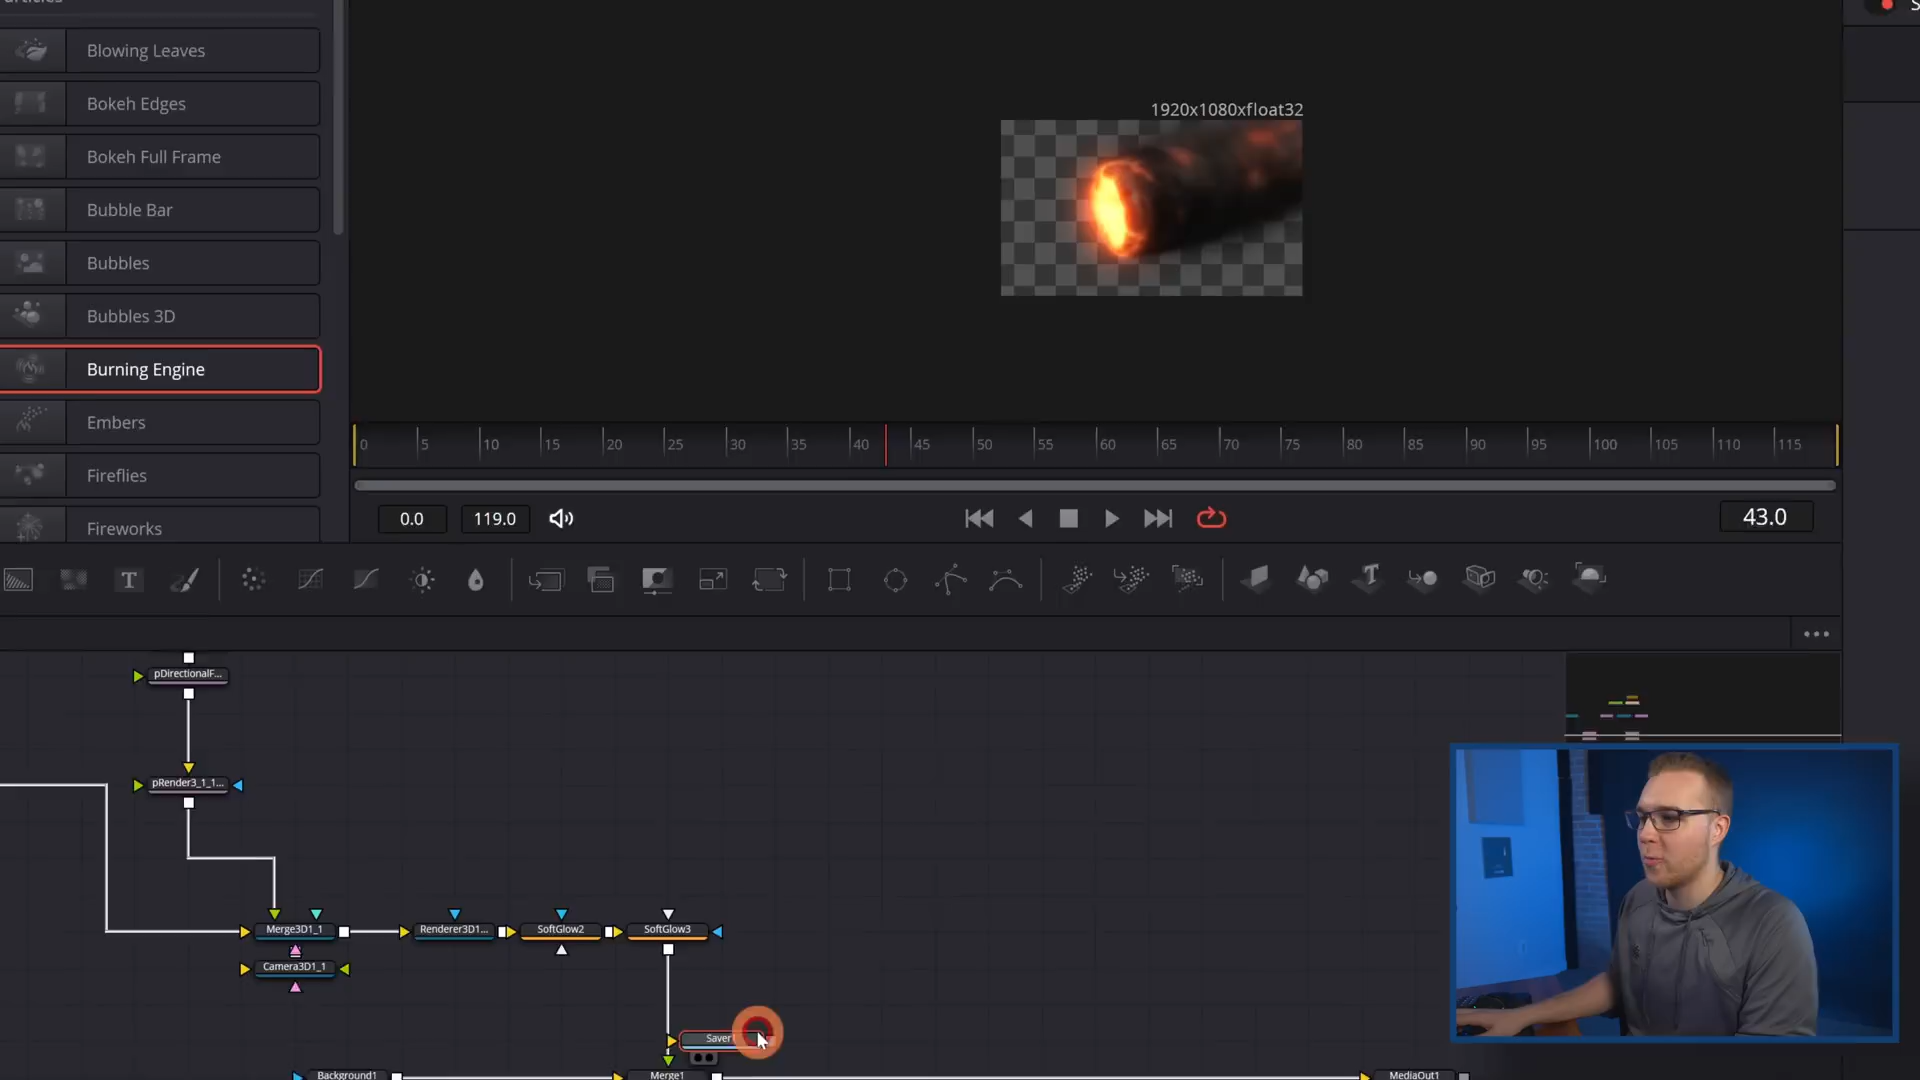 Blowing Leaves
Bokeh Edges
Bokeh Full Frame
Bubble Bar
Bubbles
Bubbles 3D
Burning Engine
Embers
Fireflies
Fireworks
1920x1080xfloat32
0 5 10 15 20 25 30 35 40 45 50 55 60 65 70 75 80 85 90 95 100 105 110 115
0.0 119.0 43.0
T T
pDirectionalF...
pRender3_1_1...
Merge3D1_1 Renderer3D1... SoftGlow2 SoftGlow3
Camera3D1_1
Saver
Background1 Merge1 MediaOut1